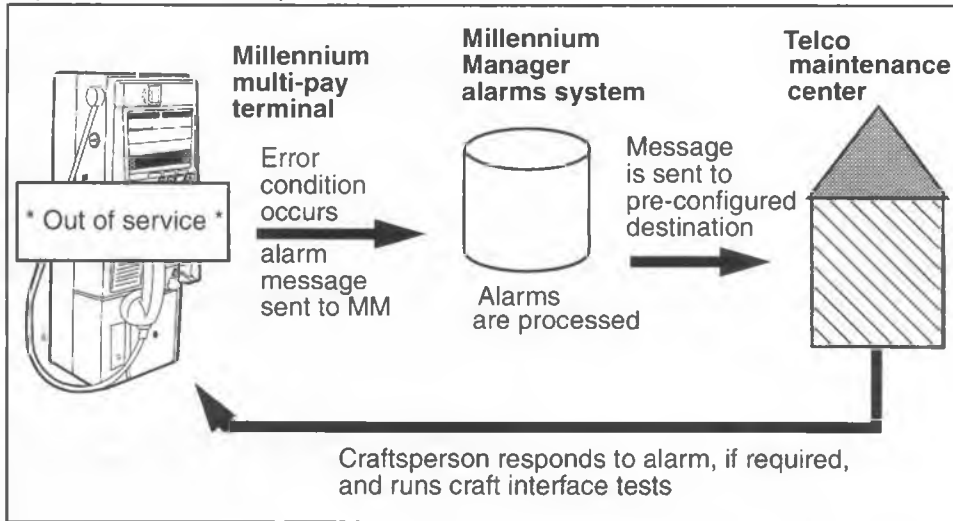 Millennium
multi-pay
terminal
Millennium
Manager
alarms system
Telco
maintenance
center
* Out of service *
Error
condition
occurs
alarm
message
sent to MM
Alarms
are processed
Message
is sent to
pre-configured
destination
Craftsperson responds to alarm, if required,
and runs craft interface tests